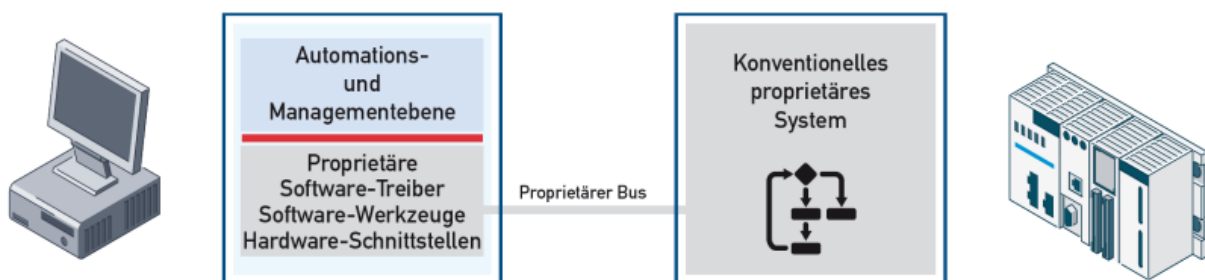 Automations-
und
Managementebene
Proprietäre
Software-Treiber
Software-Werkzeuge
Hardware-Schnittstellen
Proprietärer Bus
Konventionelles
proprietäres
System